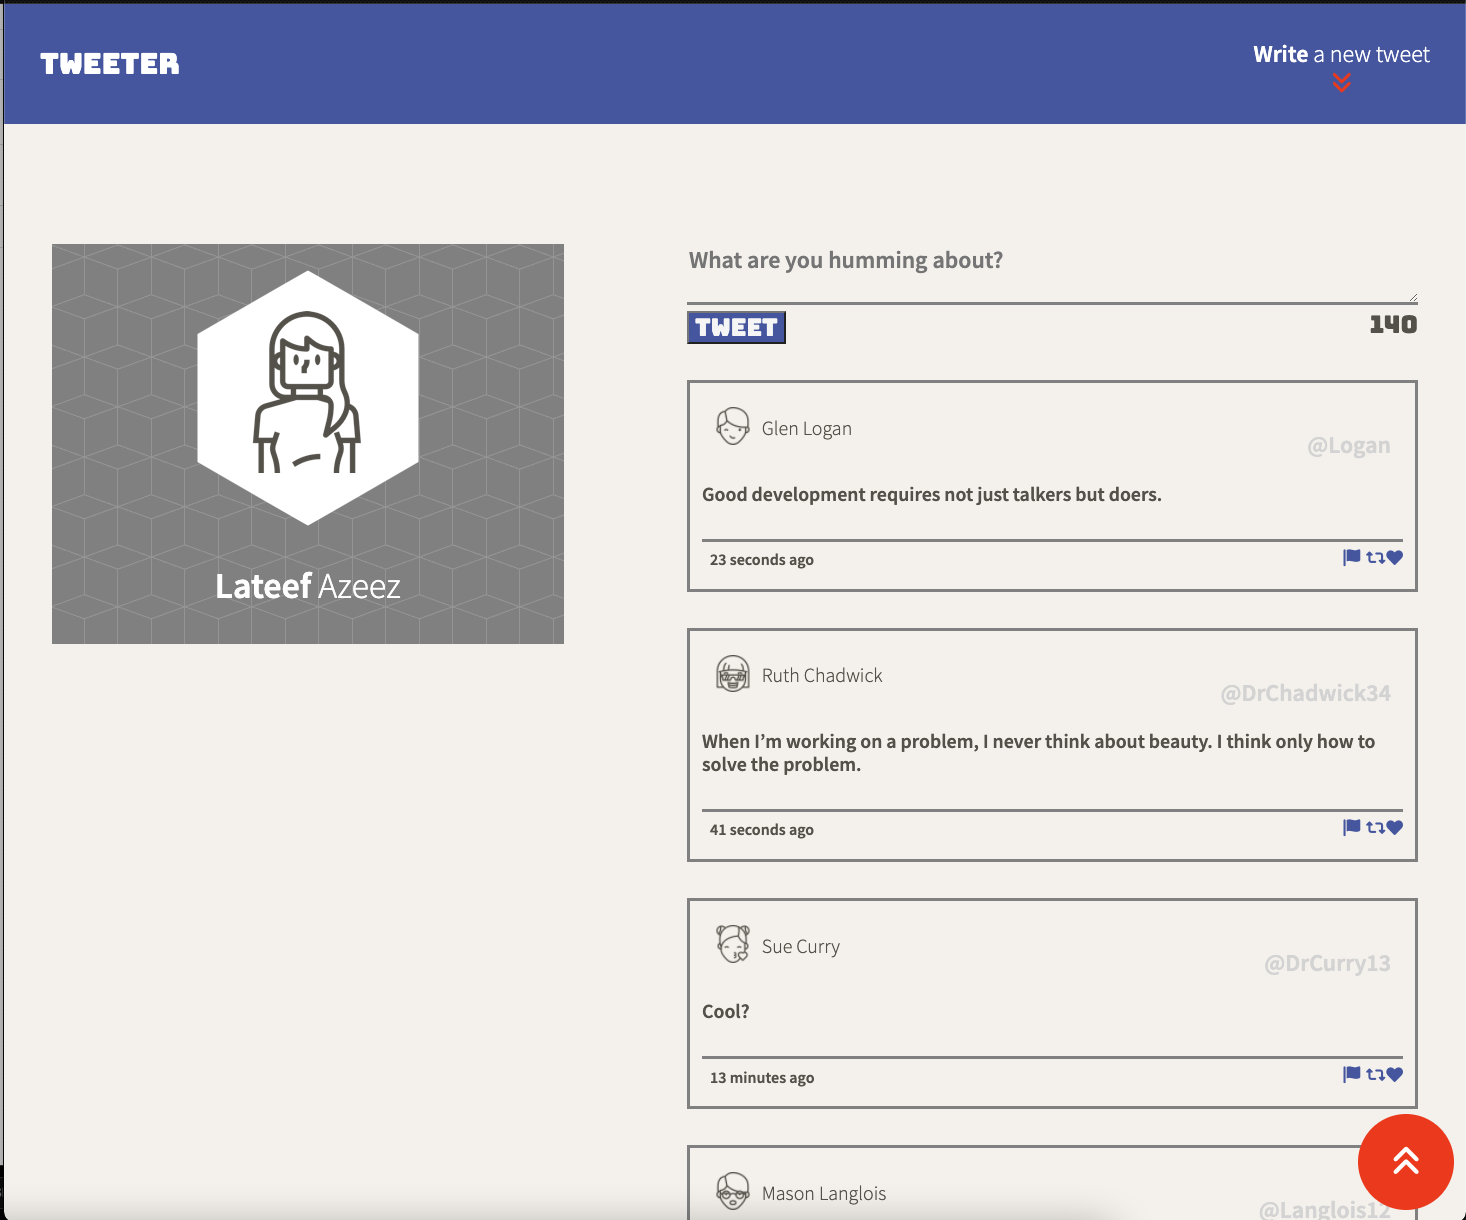 TWEETER
Write a new tweet
Lateef Azeez
What are you humming about?
TWEET
140
Glen Logan
@Logan
Good development requires not just talkers but doers.
23 seconds ago
Ruth Chadwick
@DrChadwick34
When I’m working on a problem, I never think about beauty. I think only how to
solve the problem.
41 seconds ago
Sue Curry
@DrCurry13
Cool?
13 minutes ago
Mason Langlois
@Langlois12